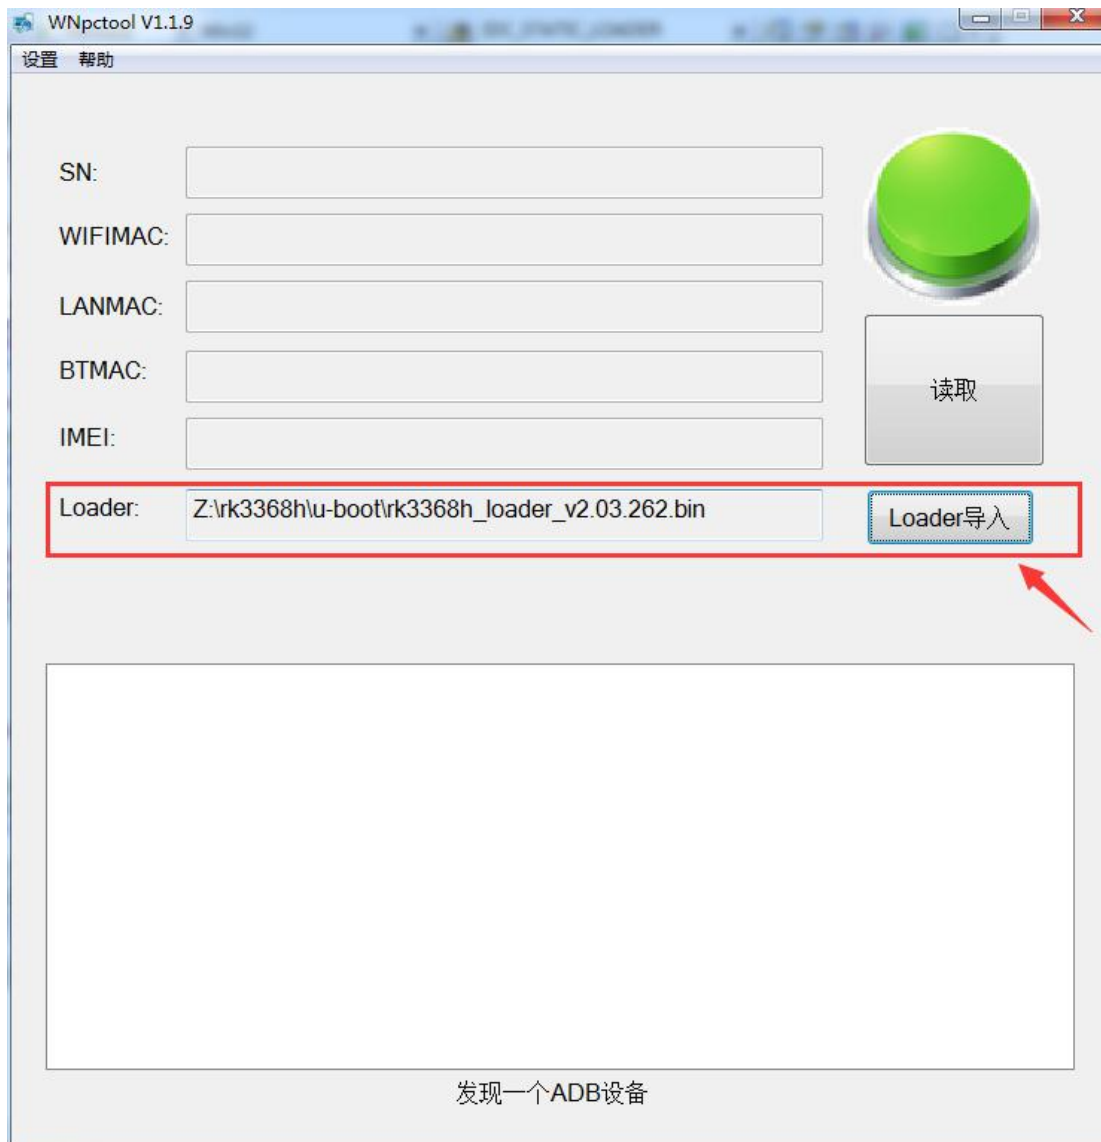 WNpctool V1.1.9
设置 帮助
SN:
WIFIMAC:
LANMAC:
BTMAC:
读取
IMEI:
Loader: Z:\rk3368h\u-boot\rk3368h_loader_v2.03.262.bin Loader导入
发现一个ADB设备